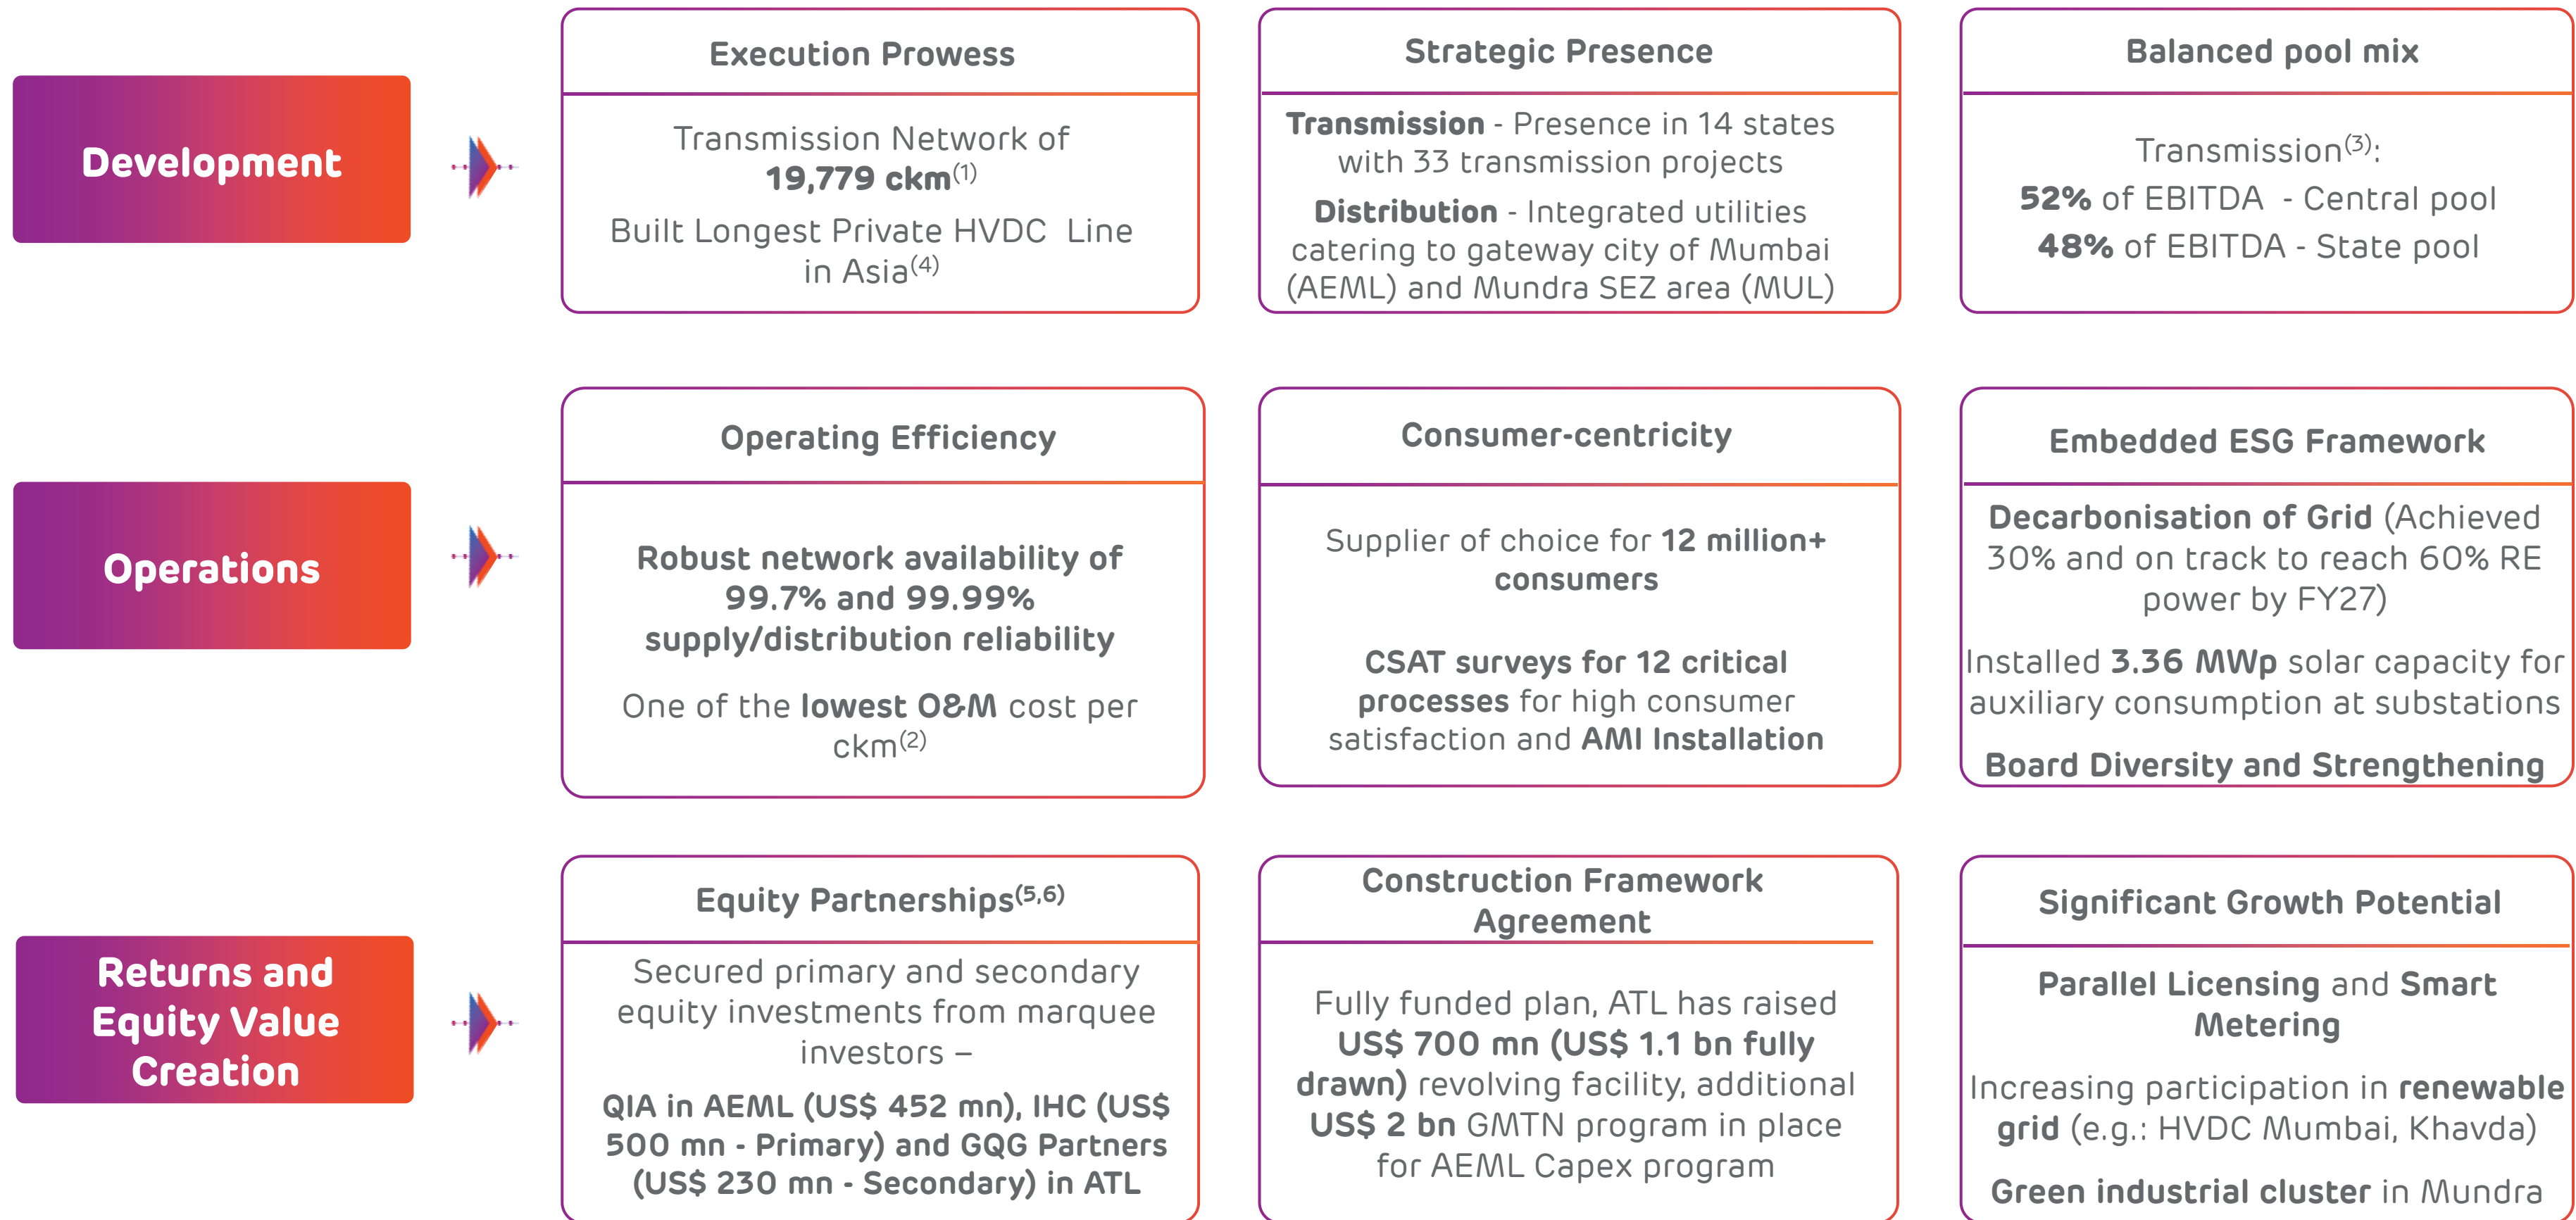 Development
Execution Prowess
Transmission Network of
19,779 ckm(1)
Built Longest Private HVDC Line
in Asia(4)
Strategic Presence
Transmission - Presence in 14 states
with 33 transmission projects
Distribution - Integrated utilities
catering to gateway city of Mumbai
(AEML) and Mundra SEZ area (MUL)
Balanced pool mix
Transmission(3):
52% of EBITDA - Central pool
48% of EBITDA - State pool
Operations
Operating Efficiency
Robust network availability of
99.7% and 99.99%
supply/distribution reliability
One of the lowest O&M cost per
ckm(2)
Consumer-centricity
Supplier of choice for 12 million+
consumers
CSAT surveys for 12 critical
processes for high consumer
satisfaction and AMI Installation
Embedded ESG Framework
Decarbonisation of Grid (Achieved
30% and on track to reach 60% RE
power by FY27)
Installed 3.36 MWp solar capacity for
auxiliary consumption at substations
Board Diversity and Strengthening
Returns and
Equity Value
Creation
Equity Partnerships(5,6)
Secured primary and secondary
equity investments from marquee
investors –
QIA in AEML (US$ 452 mn), IHC (US$
500 mn - Primary) and GQG Partners
(US$ 230 mn - Secondary) in ATL
Construction Framework
Agreement
Fully funded plan, ATL has raised
US$ 700 mn (US$ 1.1 bn fully
drawn) revolving facility, additional
US$ 2 bn GMTN program in place
for AEML Capex program
Significant Growth Potential
Parallel Licensing and Smart
Metering
Increasing participation in renewable
grid (e.g.: HVDC Mumbai, Khavda)
Green industrial cluster in Mundra